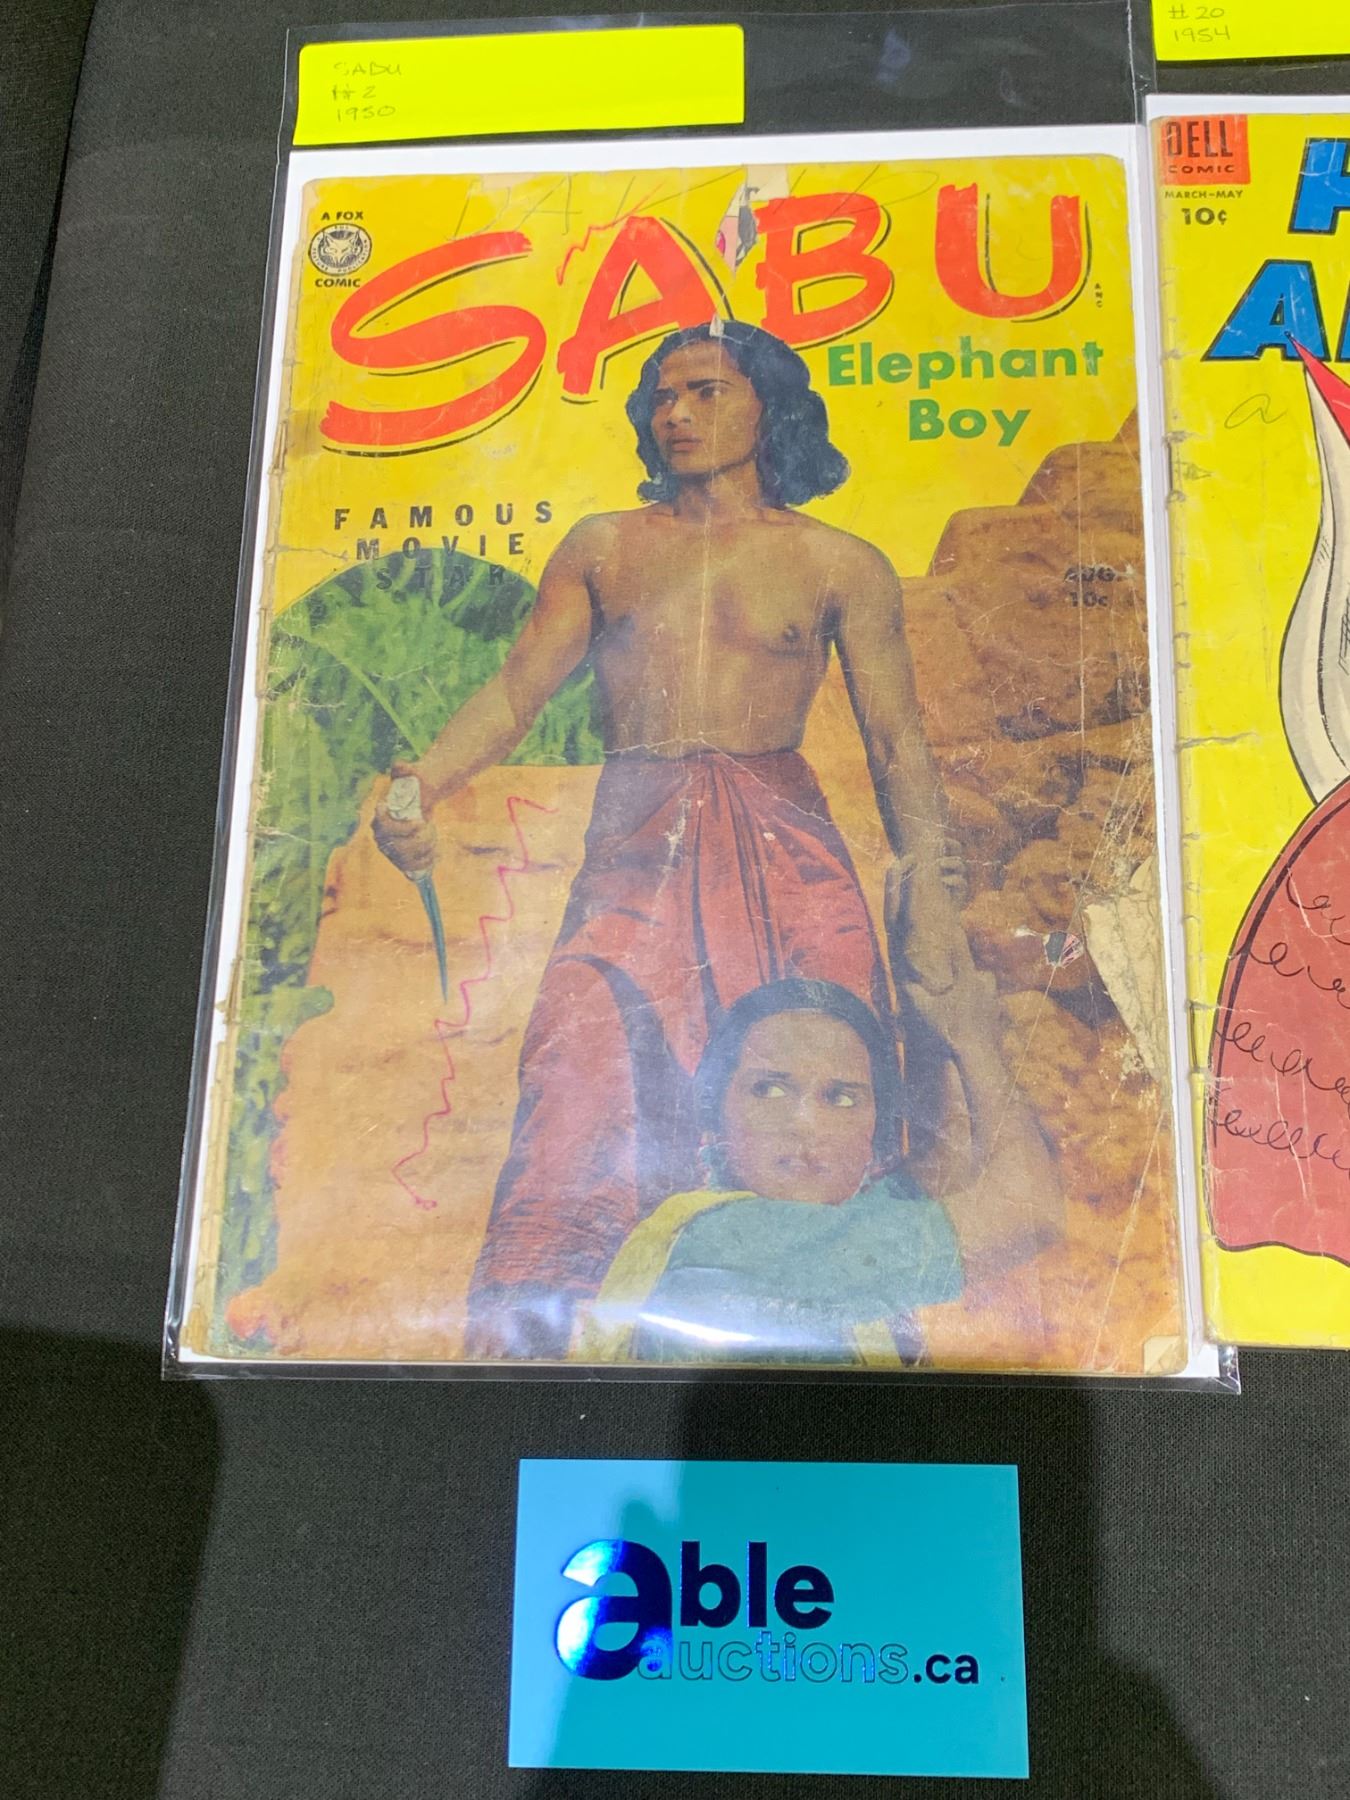 SABU
# 2
1950
# 20
1954
A FOX
COMIC
SABU
Elephant
Boy
FAMOUS
MOVIE
STAR
AUG.
10¢
DELL
COMIC
MARCH-MAY
10¢
able
auctions.ca